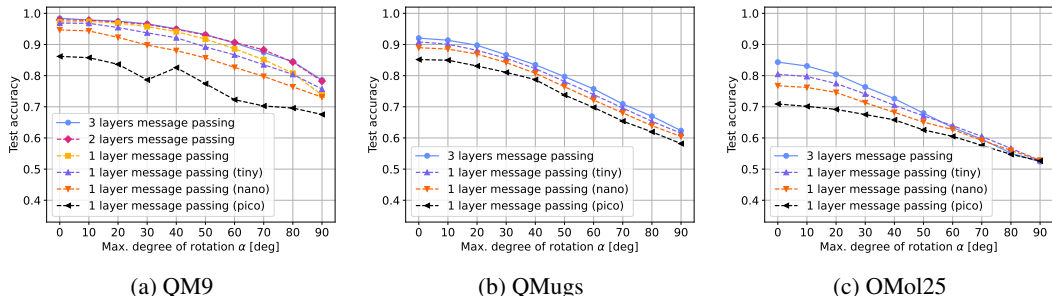 1.0
0.9
0.8
0.7
0.6
0.5
0.4
Test accuracy
3 layers message passing
2 layers message passing
1 layer message passing
1 layer message passing (tiny)
1 layer message passing (nano)
1 layer message passing (pico)
0 10 20 30 40 50 60 70 80 90
Max. degree of rotation α [deg]
(a) QM9
1.0
0.9
0.8
0.7
0.6
0.5
0.4
Test accuracy
3 layers message passing
1 layer message passing (tiny)
1 layer message passing (nano)
1 layer message passing (pico)
0 10 20 30 40 50 60 70 80 90
Max. degree of rotation α [deg]
(b) QMugs
1.0
0.9
0.8
0.7
0.6
0.5
0.4
Test accuracy
3 layers message passing
1 layer message passing (tiny)
1 layer message passing (nano)
1 layer message passing (pico)
0 10 20 30 40 50 60 70 80 90
Max. degree of rotation α [deg]
(c) OMol25